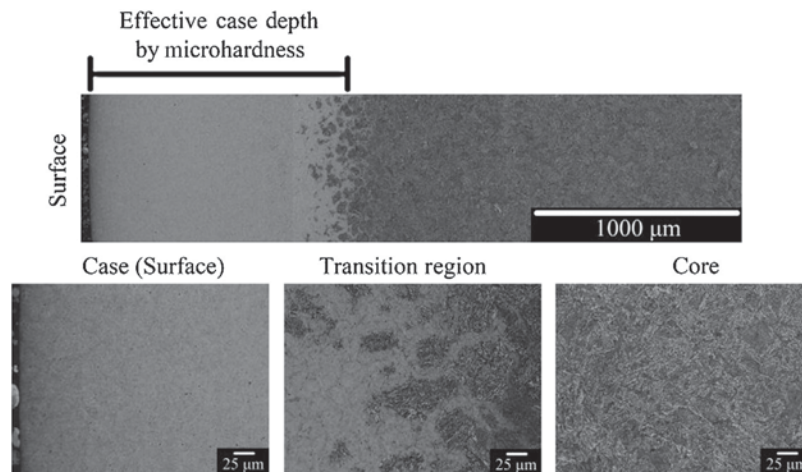 Effective case depth
by microhardness
Surface
1000 μm
Case (Surface)
Transition region
Core
25 μm
25 μm
25 μm